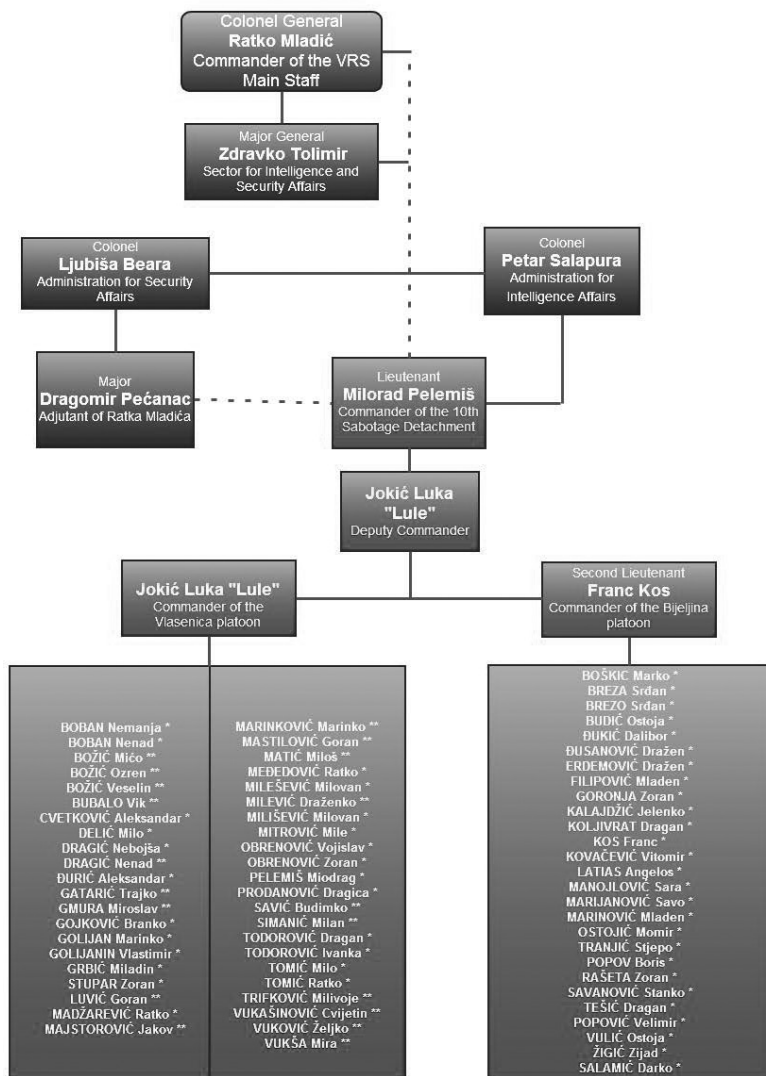 Colonel General
Ratko Mladić
Commander of the VRS
Main Staff
Major General
Zdravko Tolimir
Sector for Intelligence and
Security Affairs
Colonel
Ljubiša Beara
Administration for Security
Affairs
Colonel
Petar Salapura
Administration for
Intelligence Affairs
Major
Dragomir Pećanac
Adjutant of Ratka Mladića
Lieutenant
Milorad Pelemiš
Commander of the 10th
Sabotage Detachment
Jokić Luka
"Lule"
Deputy Commander
Jokić Luka "Lule"
Commander of the
Vlasenica platoon
Second Lieutenant
Franc Kos
Commander of the Bijeljina
platoon
BOBAN Nemanja *
BOBAN Nenad *
BOŽIĆ Mićo **
BOŽIĆ Ozren **
BOŽIĆ Veselin **
BUBALO Vik **
CVETKOVIĆ Aleksandar *
DELIĆ Milo *
DRAGIĆ Nebojša *
DRAGIĆ Nenad **
ĐURIĆ Aleksandar *
GATARIĆ Trajko **
GMURA Miroslav **
GOJKOVIĆ Branko *
GOLIJAN Marinko *
GOLIJANIN Vlastimir *
GRBIĆ Miladin *
STUPAR Zoran *
LUVIĆ Goran **
MADŽAREVIĆ Ratko *
MAJSTOROVIĆ Jakov **
MARINKOVIĆ Marinko **
MASTILOVIĆ Goran **
MATIĆ Miloš **
MEĐEDOVIĆ Ratko *
MILEŠEVIĆ Milovan *
MILEVIĆ Draženko **
MILIŠEVIĆ Milovan *
MITROVIĆ Mile *
OBRENOVIĆ Vojislav *
OBRENOVIĆ Zoran *
PELEMIŠ Miodrag *
PRODANOVIĆ Dragica *
SAVIĆ Budimko **
SIMANIĆ Milan **
TODOROVIĆ Dragan *
TODOROVIĆ Ivanka *
TOMIĆ Milo *
TOMIĆ Ratko *
TRIFKOVIĆ Milivoje **
VUKAŠINOVIĆ Cvijetin **
VUKOVIĆ Željko **
VUKŠA Mira **
BOŠKIC Marko *
BREZA Srđan *
BREZO Srđan *
BUDIĆ Ostoja *
ĐUKIĆ Dalibor *
ĐUSANOVIĆ Dražen *
ERDEMOVIĆ Dražen *
FILIPOVIĆ Mladen *
GORONJA Zoran *
KALAJDŽIĆ Jelenko *
KOLJIVRAT Dragan *
KOS Franc *
KOVAČEVIĆ Vitomir *
LATIAS Angelos *
MANOJLOVIĆ Sara *
MARIJANOVIĆ Savo *
MARINOVIĆ Mladen *
OSTOJIĆ Momir *
TRANJIĆ Stjepo *
POPOV Boris *
RAŠETA Zoran *
SAVANOVIĆ Stanko *
TEŠIĆ Dragan *
POPOVIĆ Velimir *
VULIĆ Ostoja *
ŽIGIĆ Zijad *
SALAMIĆ Darko *